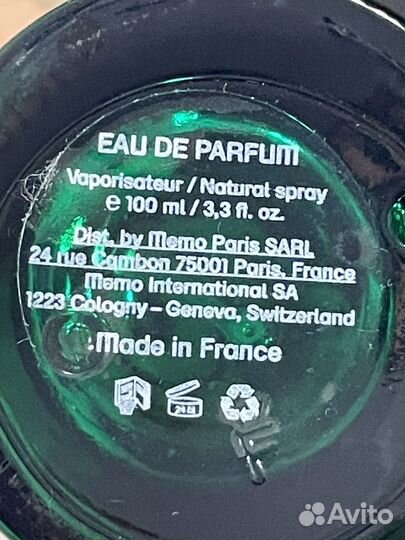 EAU DE PARFUM
Vaporisateur / Natural spray
e 100 ml / 3,3 fl. oz.
Dist. by Memo Paris SARL
24 rue Cambon 75001 Paris, France
Memo International SA
1223 Cologny – Geneva, Switzerland
Made in France
24 M
Avito